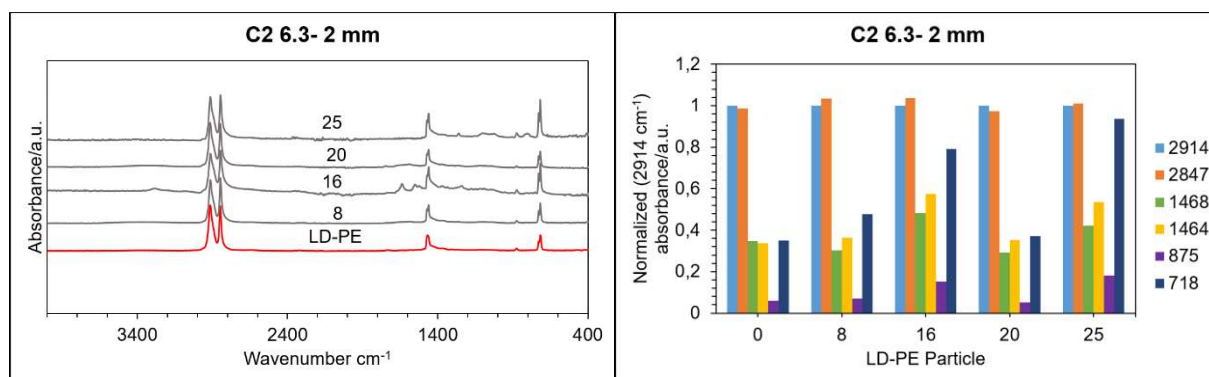 C2 6.3- 2 mm
Absorbance/a.u.
25
20
16
8
LD-PE
3400 2400 1400 400
Wavenumber cm-1
C2 6.3- 2 mm
Normalized (2914 cm-1)
absorbance/a.u.
1,2
1
0,8
0,6
0,4
0,2
0
0 8 16 20 25
LD-PE Particle
2914
2847
1468
1464
875
718